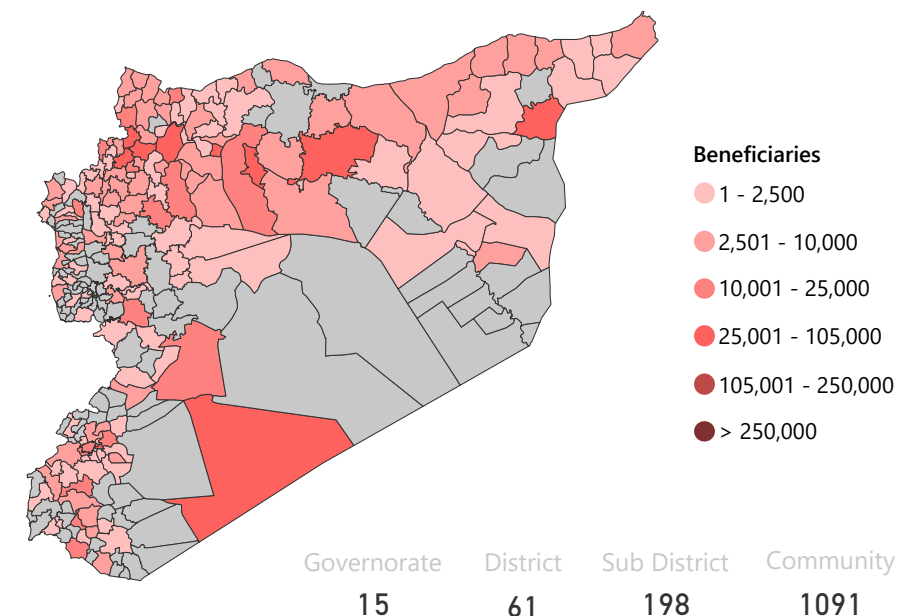 Beneficiaries
1 - 2,500
2,501 - 10,000
10,001 - 25,000
25,001 - 105,000
105,001 - 250,000
> 250,000
Governorate District Sub District Community
15 61 198 1091